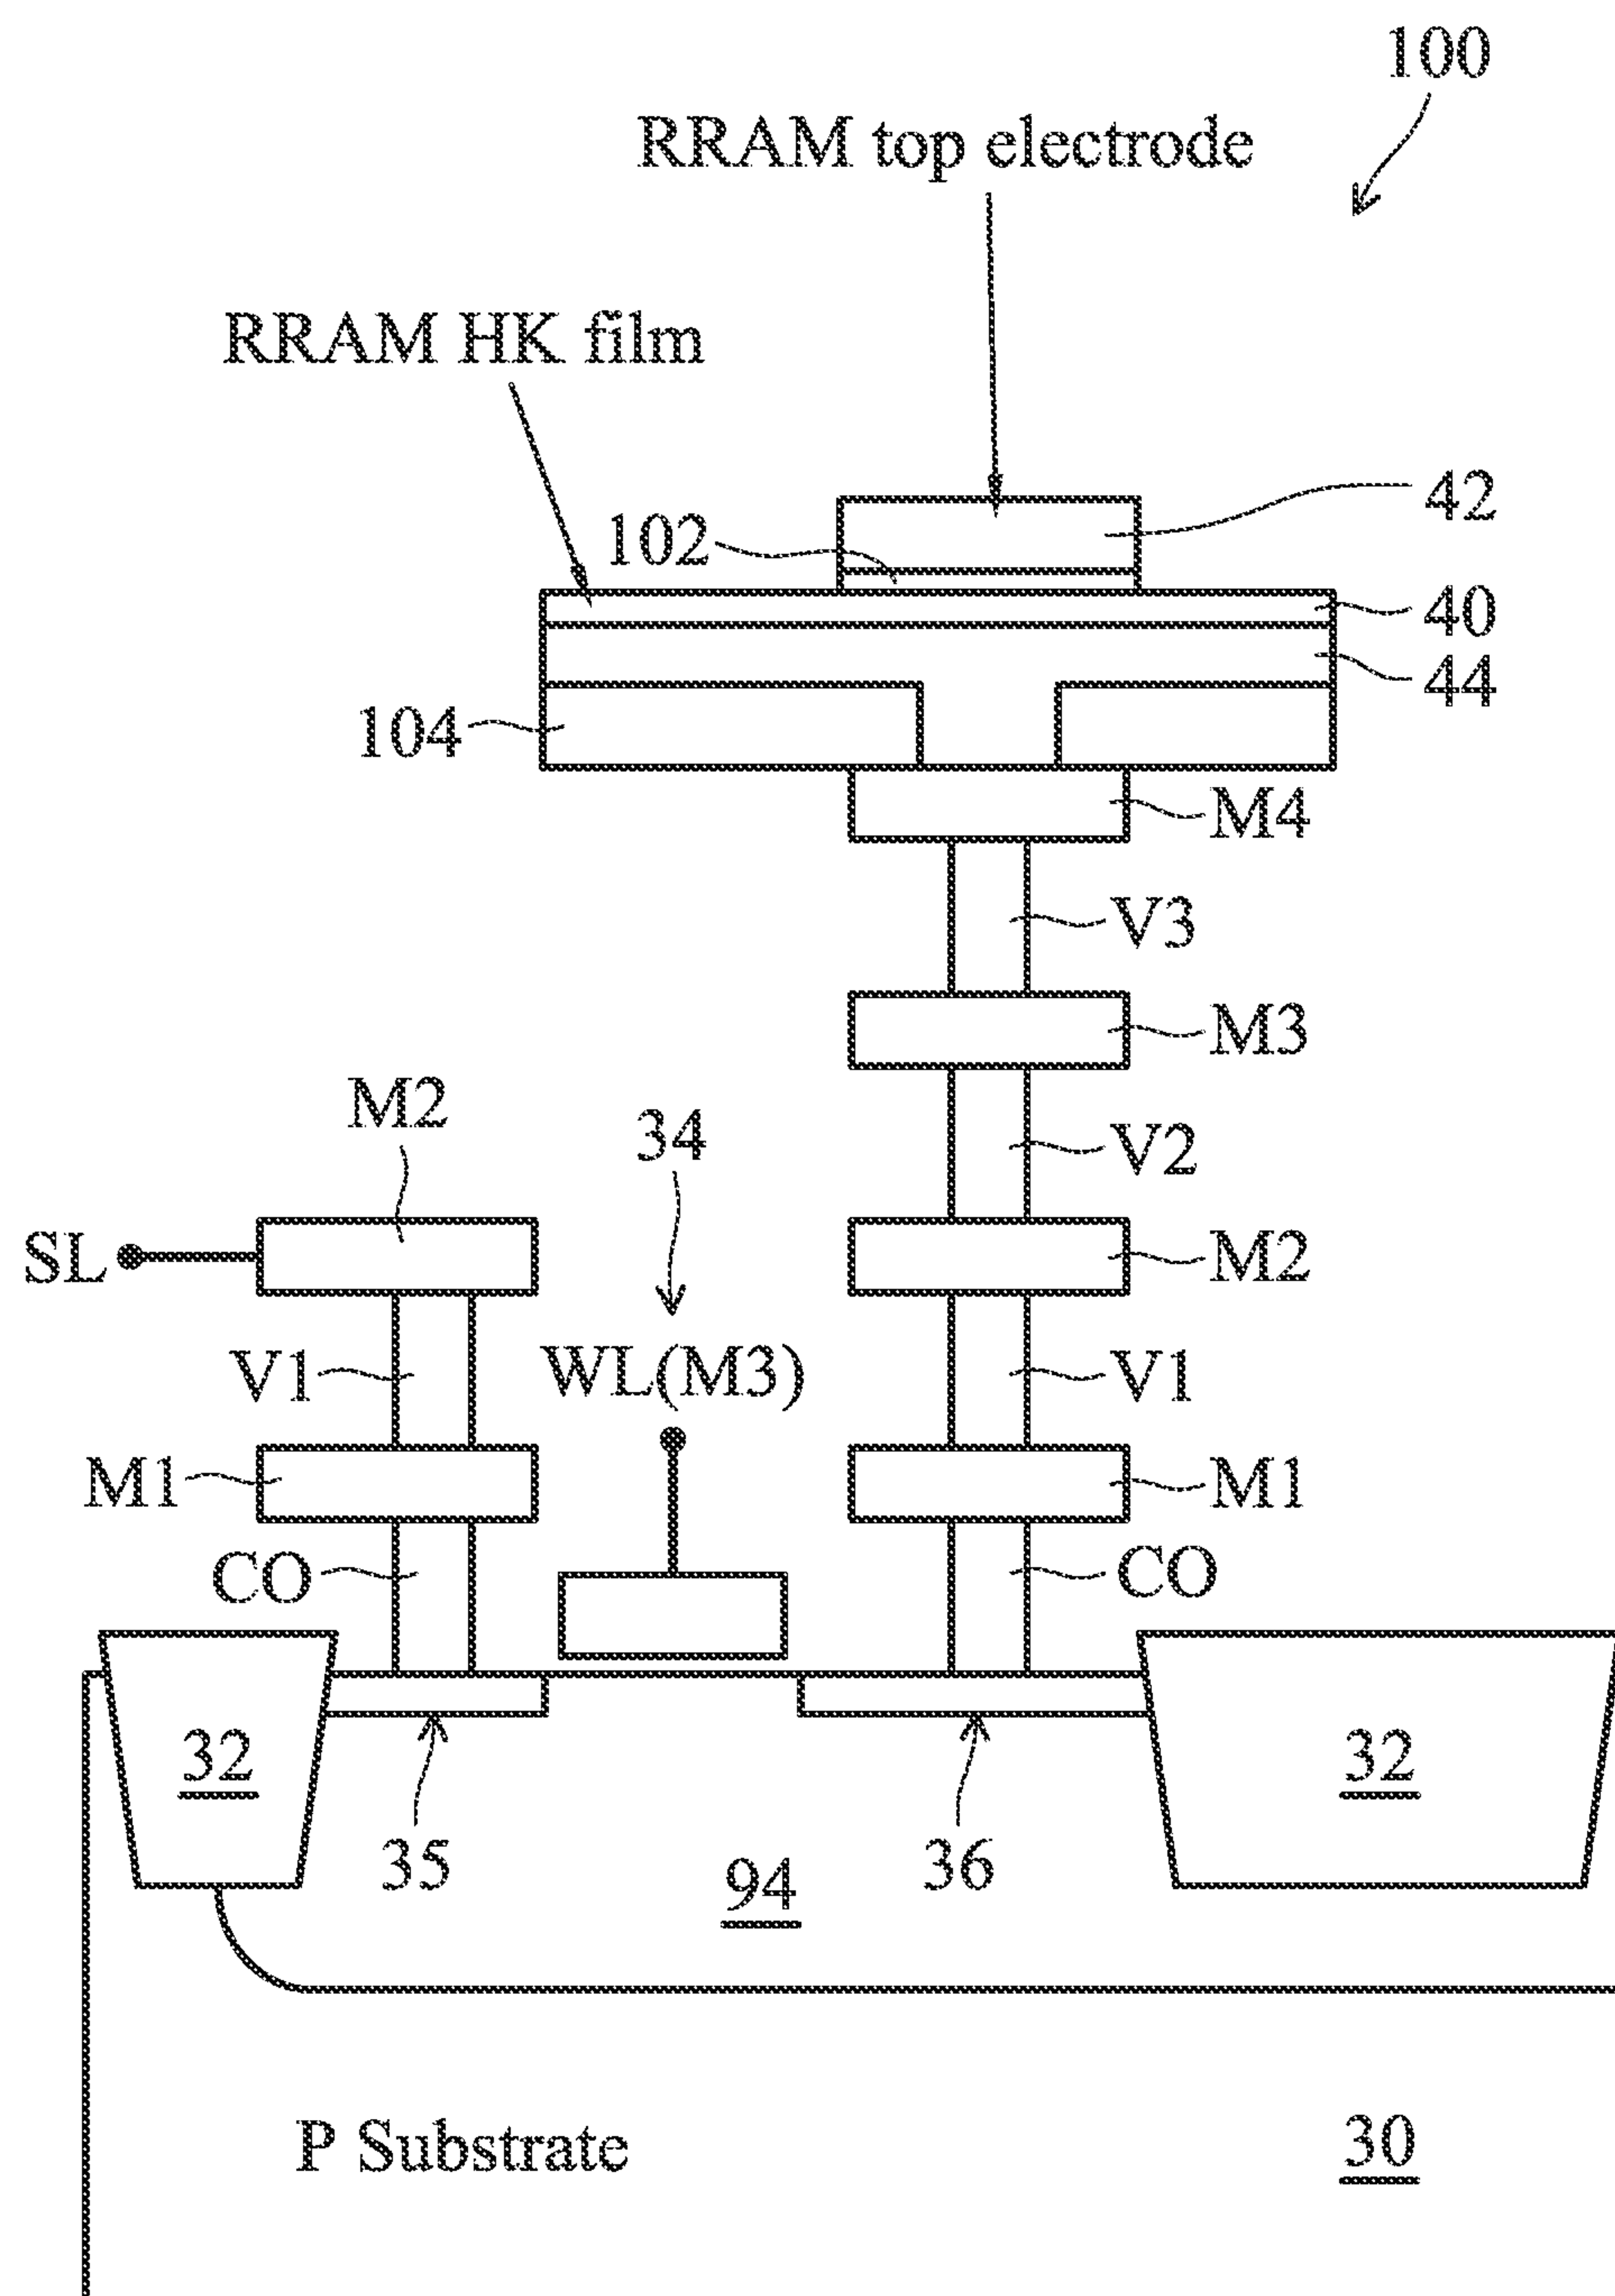 100
RRAM top electrode
RRAM HK film
42
102
40
44
104
M4
V3
M3
M2
34
V2
SL
M2
V1
WL(M3)
V1
M1
M1
CO
CO
32
32
35
36
94
P Substrate
30